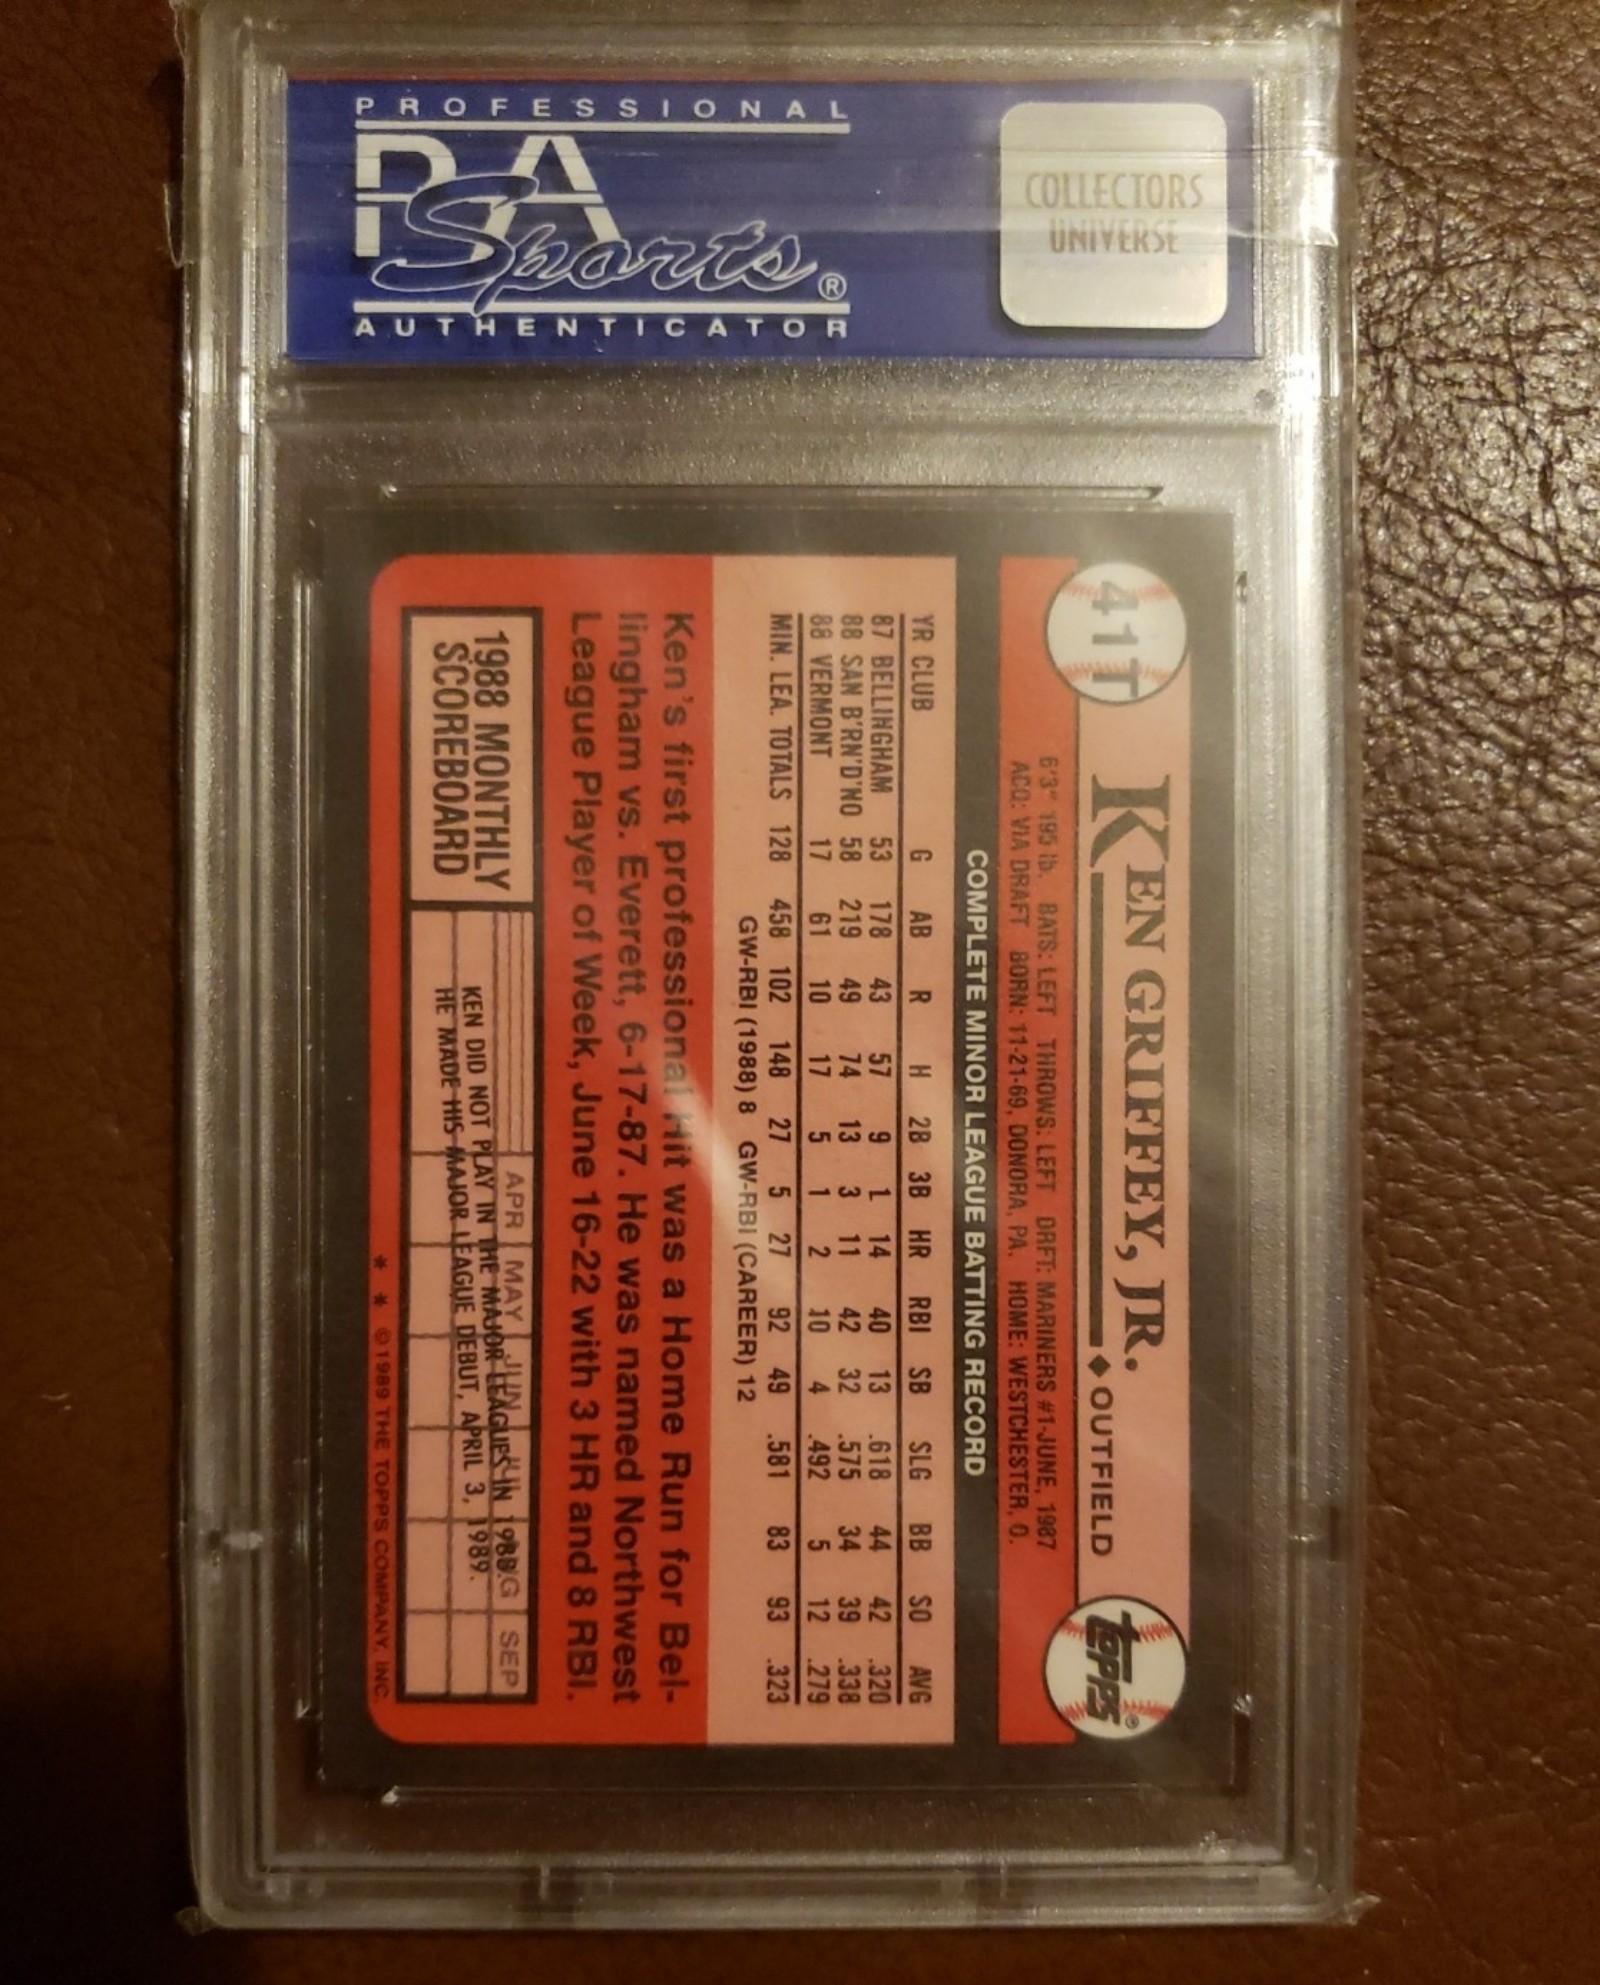 PROFESSIONAL
PSA
Sports®
AUTHENTICATOR
COLLECTORS
UNIVERSE
41T
KEN GRIFFEY, JR. ♦ OUTFIELD
topps®
6'3" 195 lb. BATS: LEFT THROWS: LEFT DRFT: MARINERS #1-JUNE, 1987
ACQ: VIA DRAFT BORN: 11-21-69, DONORA, PA. HOME: WESTCHESTER, O.
COMPLETE MINOR LEAGUE BATTING RECORD
YR CLUB G AB R H 2B 3B HR RBI SB SLG BB SO AVG
87 BELLINGHAM 53 178 43 57 9 1 14 40 13 .618 44 42 .320
88 SAN B'RN'D'NO 58 219 49 74 13 3 11 42 32 .575 34 39 .338
88 VERMONT 17 61 10 17 5 1 2 10 4 .492 5 12 .279
MIN. LEA. TOTALS 128 458 102 148 27 5 27 92 49 .581 83 93 .323
GW-RBI (1988) 8 GW-RBI (CAREER) 12
Ken's first professional Hit was a Home Run for Bel-
lingham vs. Everett, 6-17-87. He was named Northwest
League Player of Week, June 16-22 with 3 HR and 8 RBI.
1988 MONTHLY
SCOREBOARD
APR MAY JUN JUL AUG SEP
KEN DID NOT PLAY IN THE MAJOR LEAGUES IN 1988.
HE MADE HIS MAJOR LEAGUE DEBUT, APRIL 3, 1989.
* * © 1989 THE TOPPS COMPANY, INC.